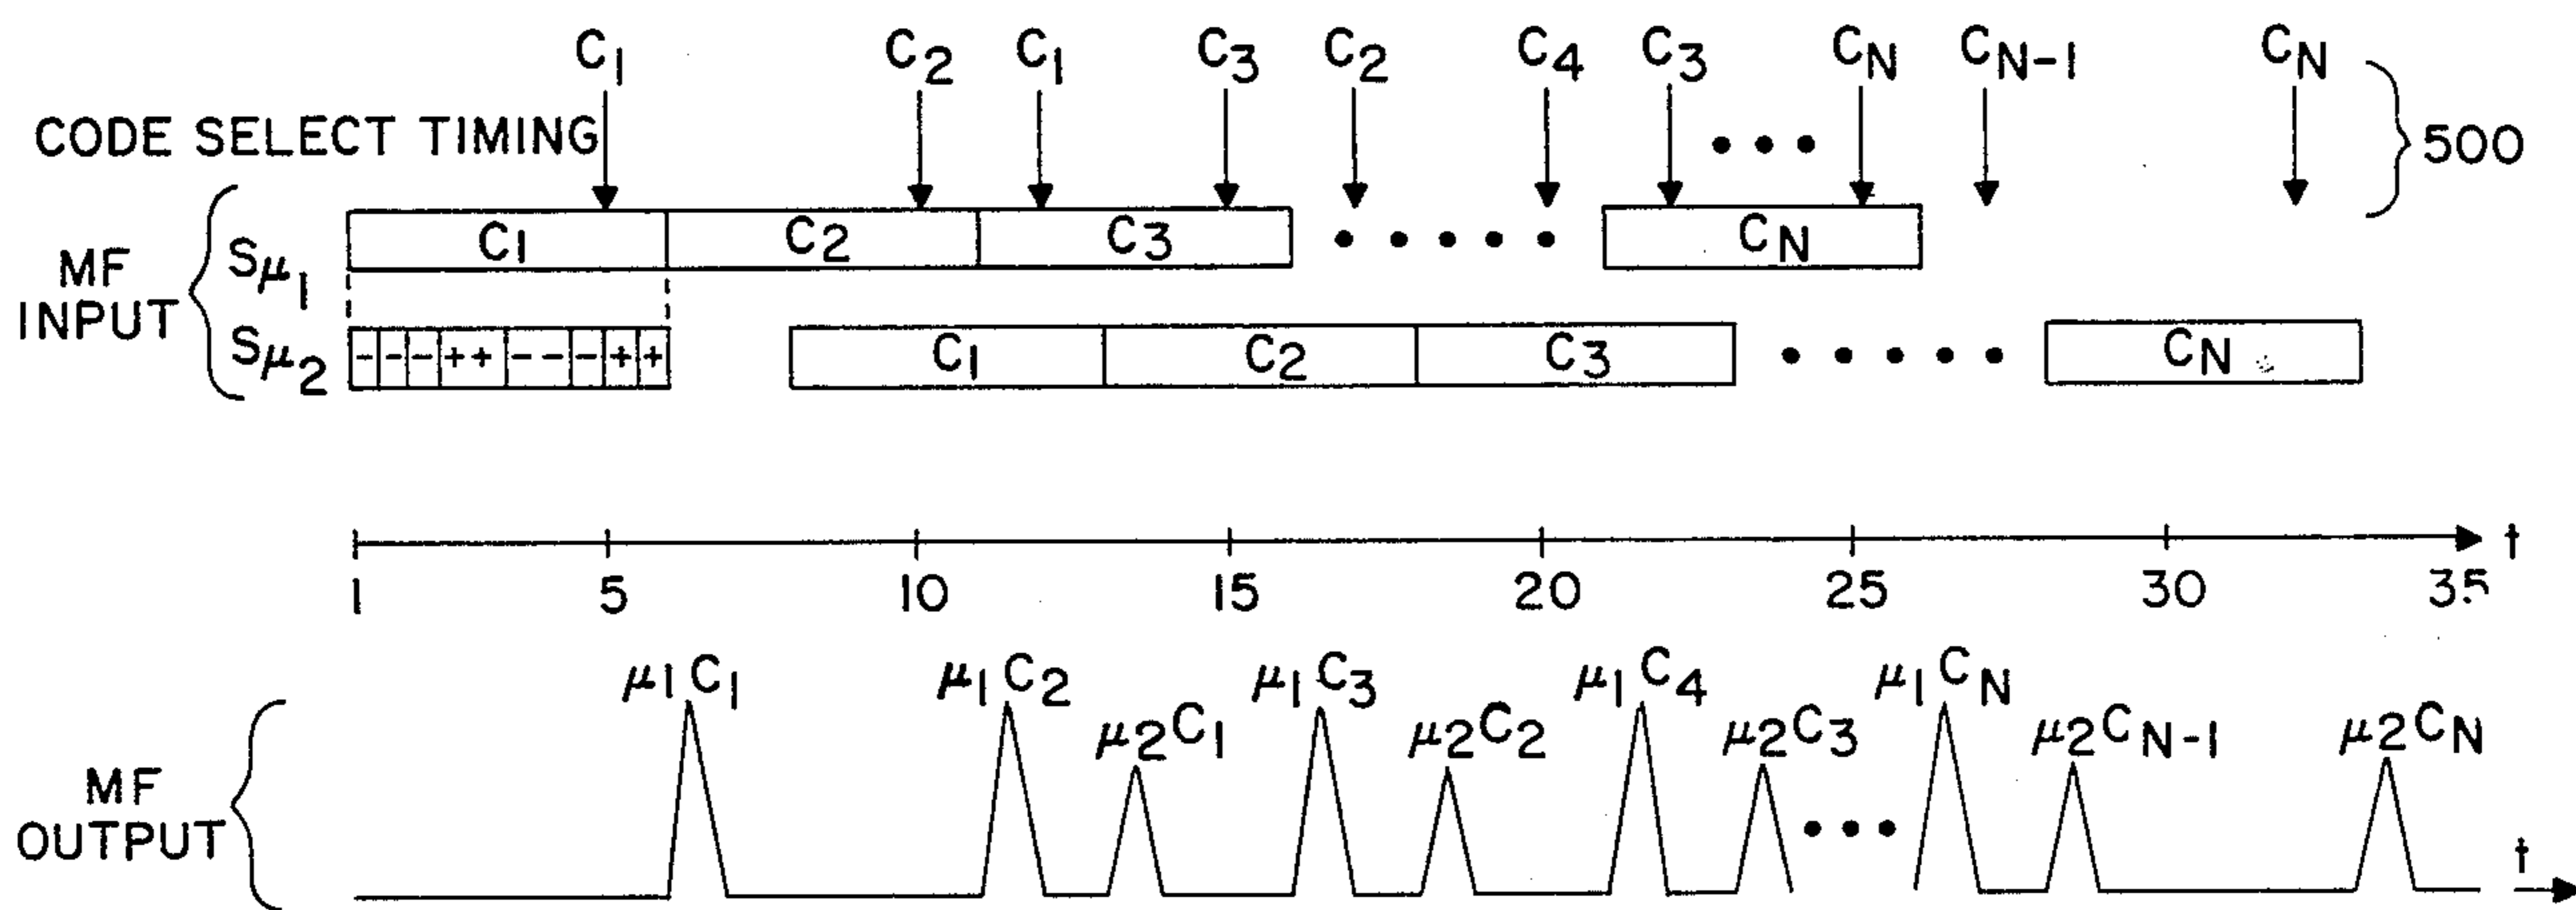 C1 C2 C1 C3 C2 C4 C3 CN CN-1 CN
CODE SELECT TIMING
500
MF INPUT
Sμ1 C1 C2 C3 CN
Sμ2 - - - + + - - - + + C1 C2 C3 CN
t
1 5 10 15 20 25 30 35
μ1C1 μ1C2 μ2C1 μ1C3 μ2C2 μ1C4 μ2C3 μ1CN μ2CN-1 μ2CN
MF OUTPUT
t